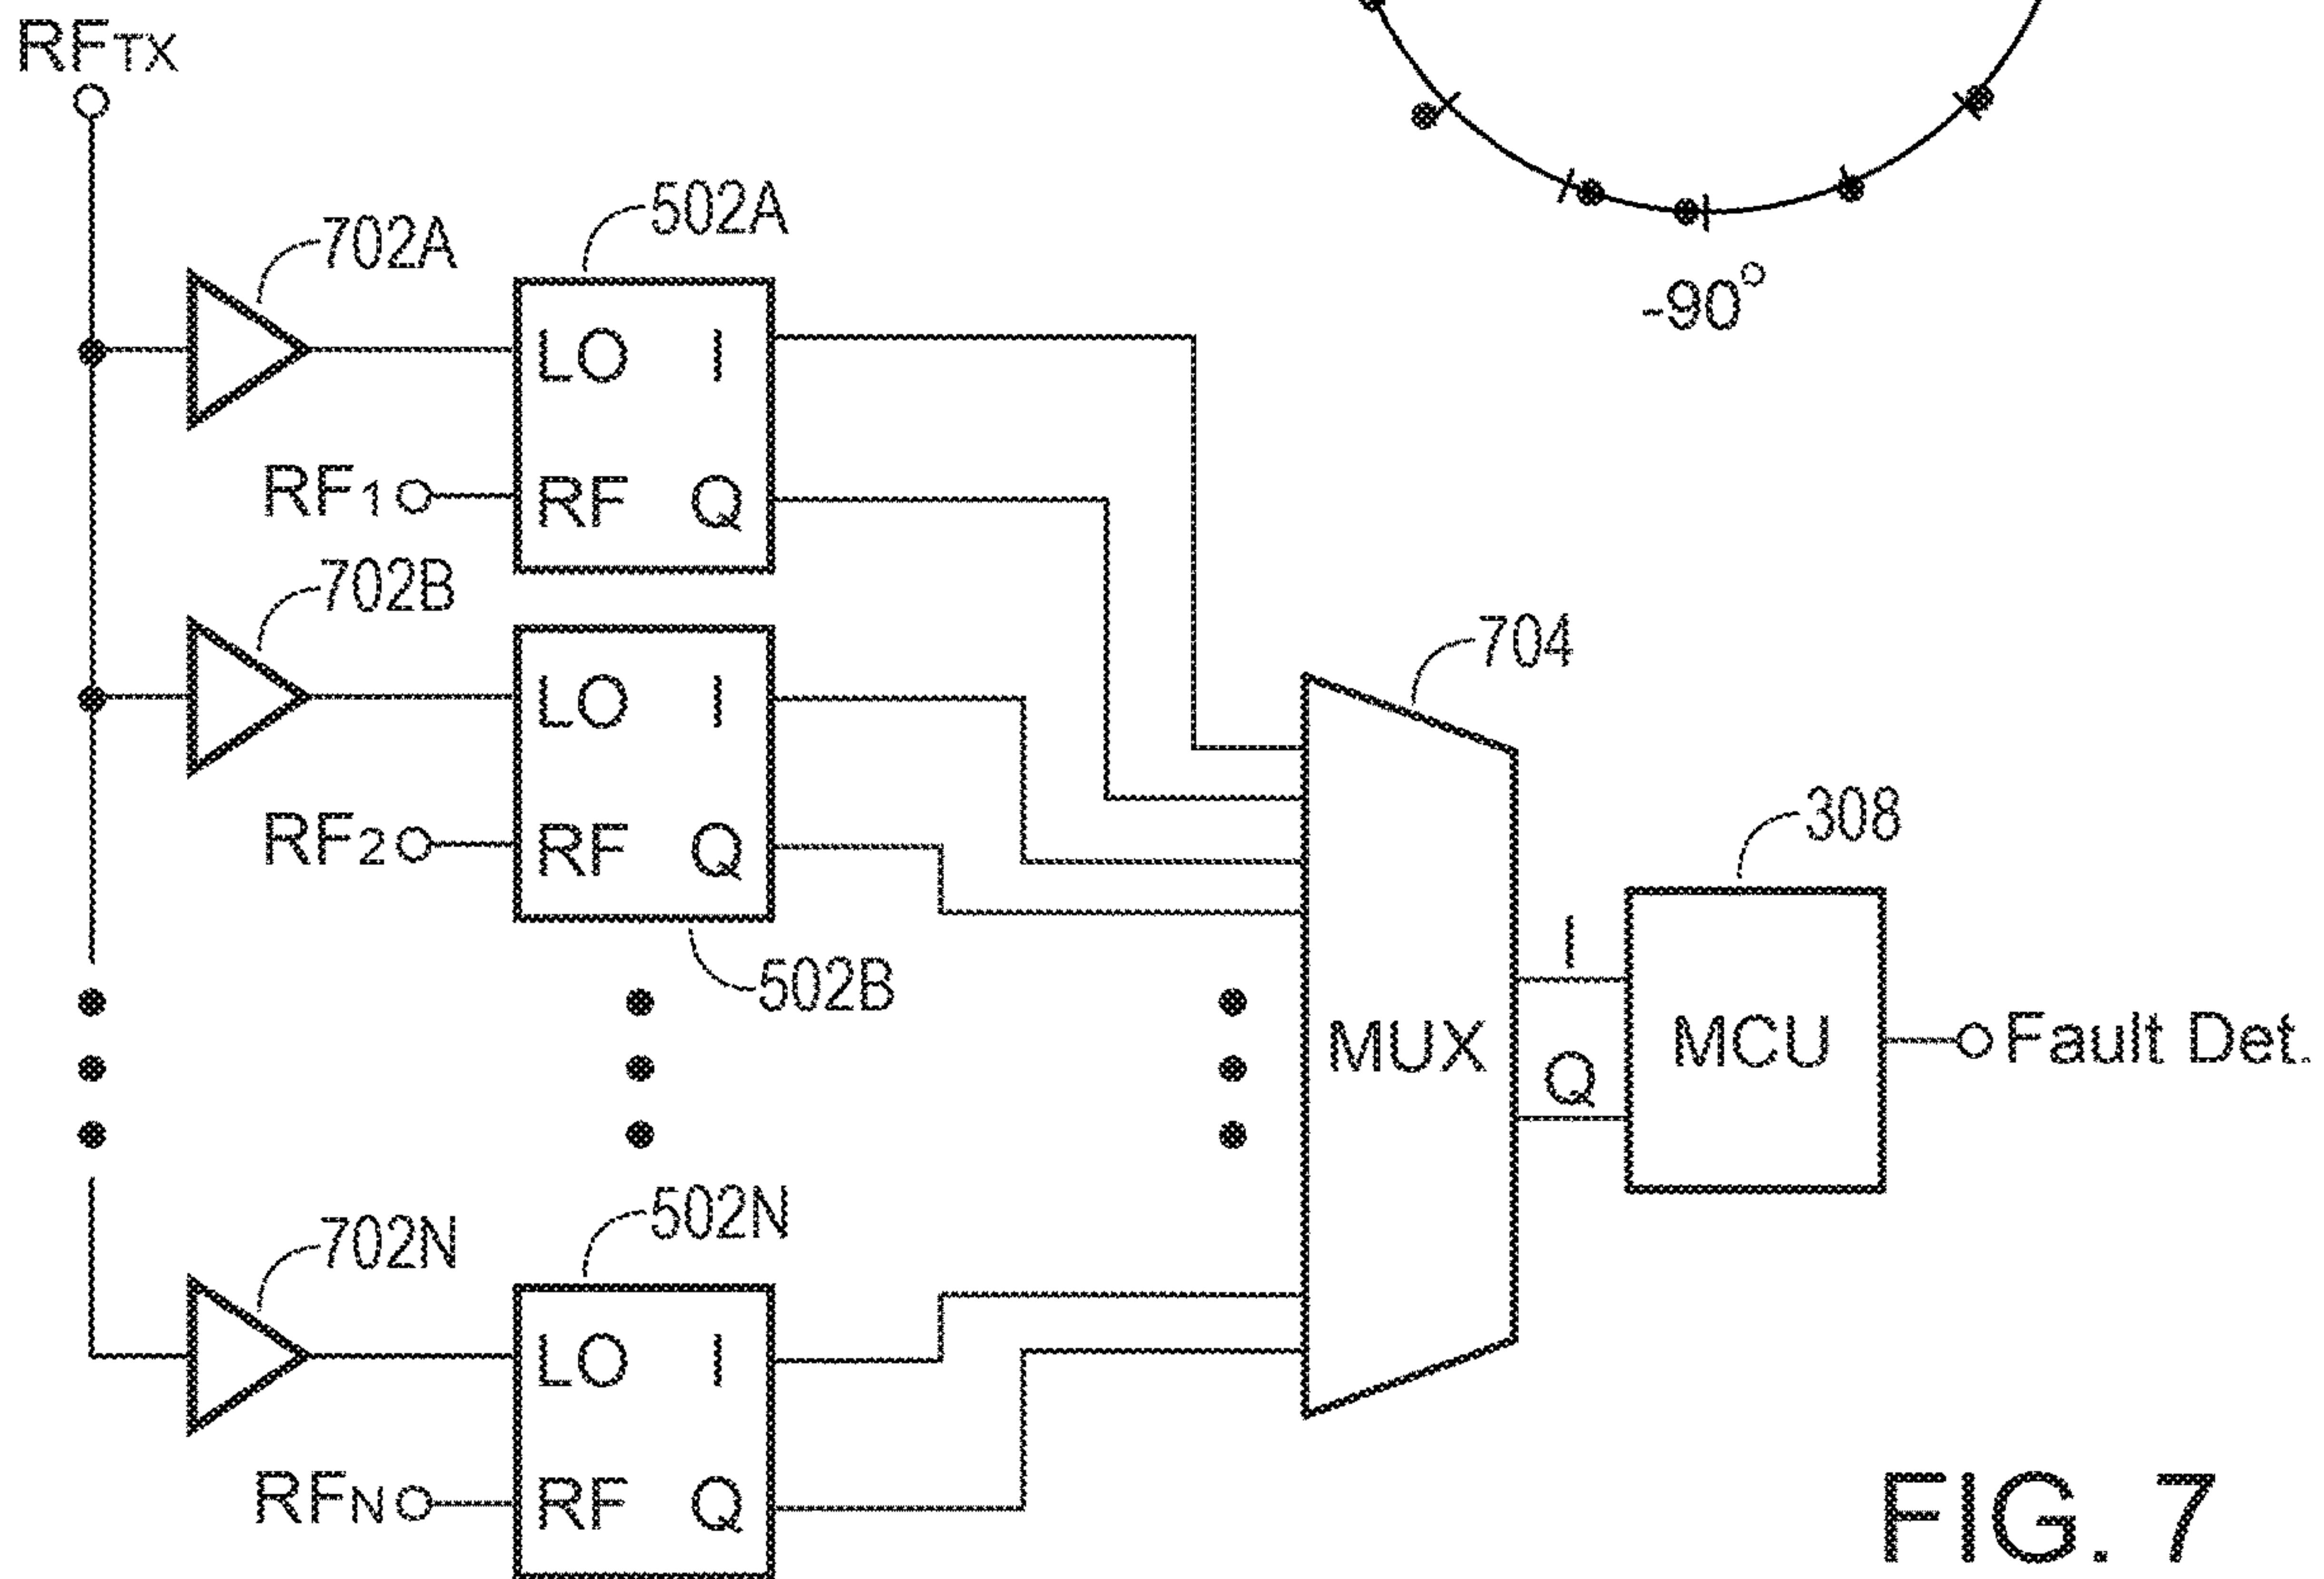 RFTX
502A
702A
-90°
LO I
RF1
RF Q
702B
704
LO I
RF2
RF Q
308
502B
I
MUX
MCU
Fault Det.
Q
502N
702N
LO I
RFN
RF Q
FIG. 7